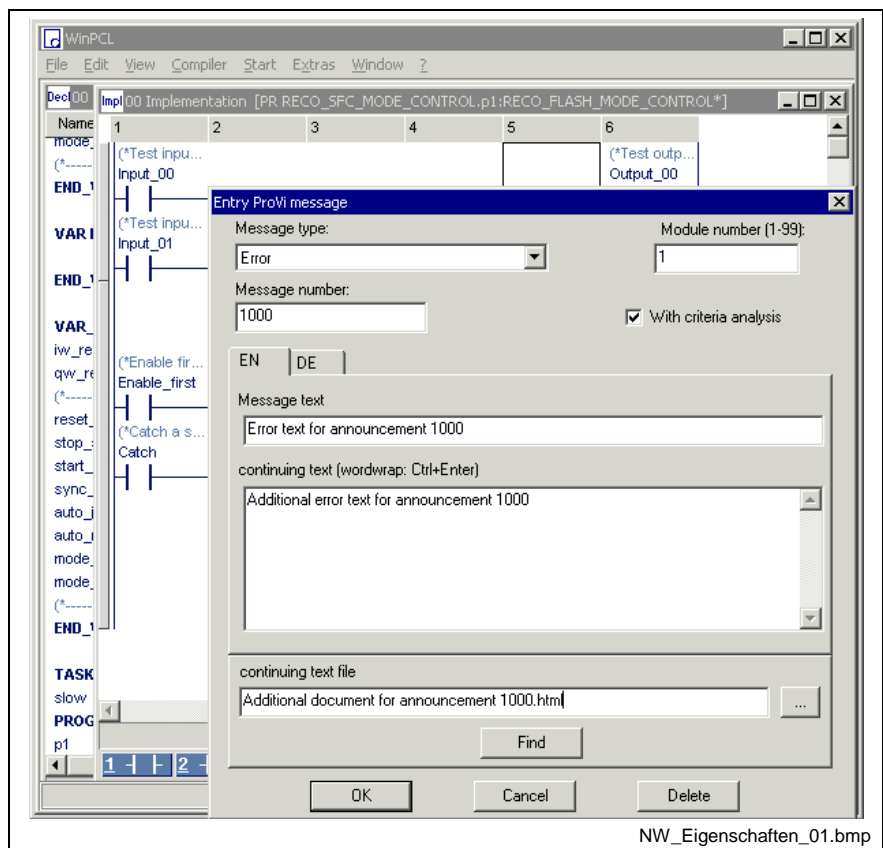 WinPCL
File Edit View Compiler Start Extras Window ?
Decl 00
Impl 00 Implementation [PR RECO_SFC_MODE_CONTROL.p1:RECO_FLASH_MODE_CONTROL*]
Name
1 2 3 4 5 6
mode_
(*-----
END_
VAR
END_
VAR_
iw_re
qw_re
(*-----
reset_
stop_
start_
sync_
auto_
auto_
mode_
mode_
(*-----
END_
TASK
slow
PROG
p1
(*Test inpu...
Input_00
(*Test outp...
Output_00
(*Test inpu...
Input_01
(*Enable fir...
Enable_first
(*Catch a s...
Catch
1 2
Entry ProVi message
Message type:
Error
Module number (1-99):
1
Message number:
1000
With criteria analysis
EN DE
Message text
Error text for announcement 1000
continuing text (wordwrap: Ctrl+Enter)
Additional error text for announcement 1000
continuing text file
Additional document for announcement 1000.html
...
Find
OK Cancel Delete
NW_Eigenschaften_01.bmp